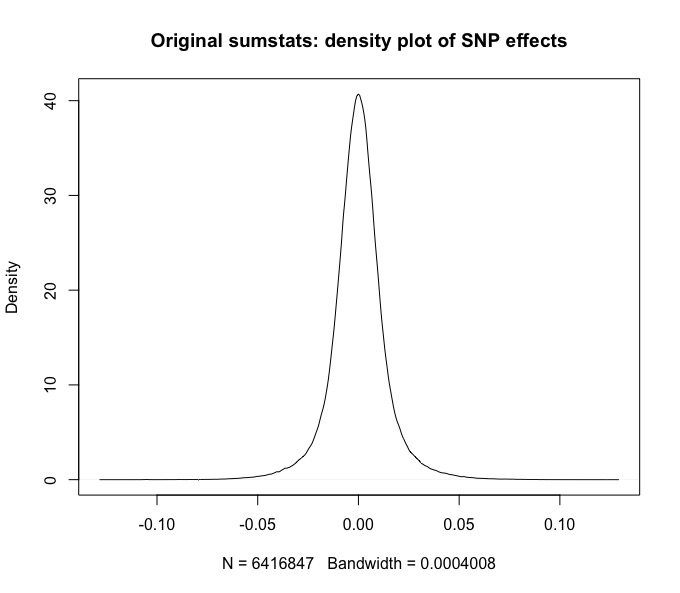 Original sumstats: density plot of SNP effects
Density
40
30
20
10
0
-0.10 -0.05 0.00 0.05 0.10
N = 6416847 Bandwidth = 0.0004008